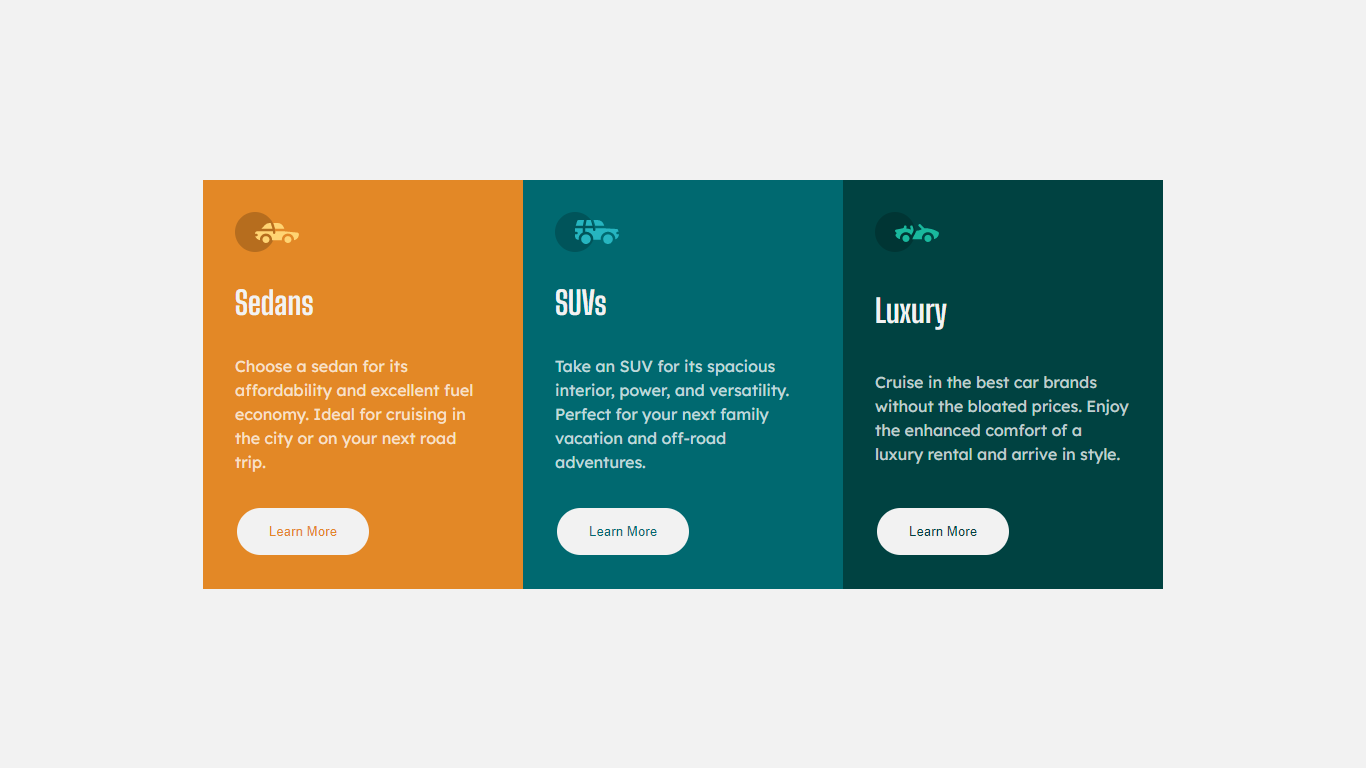 Sedans
Choose a sedan for its
affordability and excellent fuel
economy. Ideal for cruising in
the city or on your next road
trip.
Learn More
SUVs
Take an SUV for its spacious
interior, power, and versatility.
Perfect for your next family
vacation and off-road
adventures.
Learn More
Luxury
Cruise in the best car brands
without the bloated prices. Enjoy
the enhanced comfort of a
luxury rental and arrive in style.
Learn More